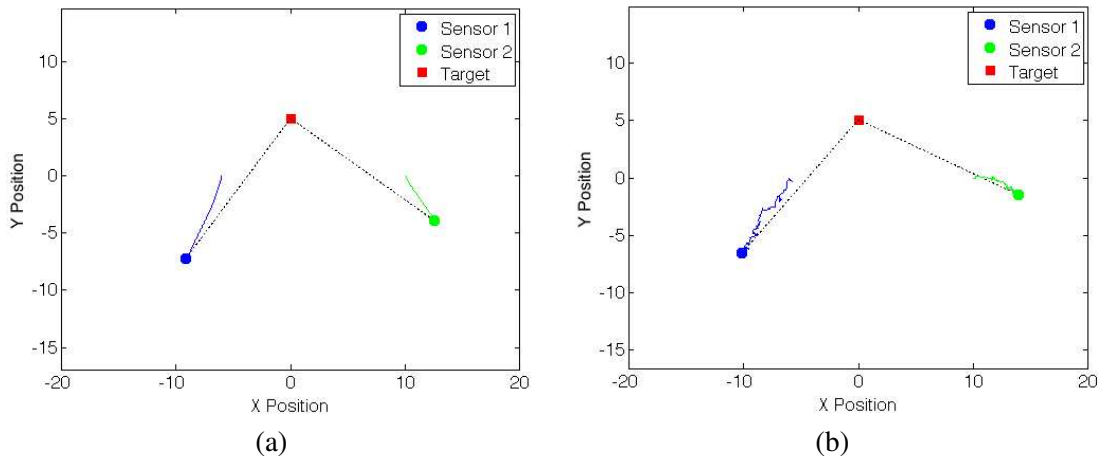 Sensor 1
Sensor 2
Target
10
5
0
-5
-10
-15
-20
-10
0
10
20
Y Position
X Position
(a)
Sensor 1
Sensor 2
Target
10
5
0
-5
-10
-15
-20
-10
0
10
20
Y Position
X Position
(b)